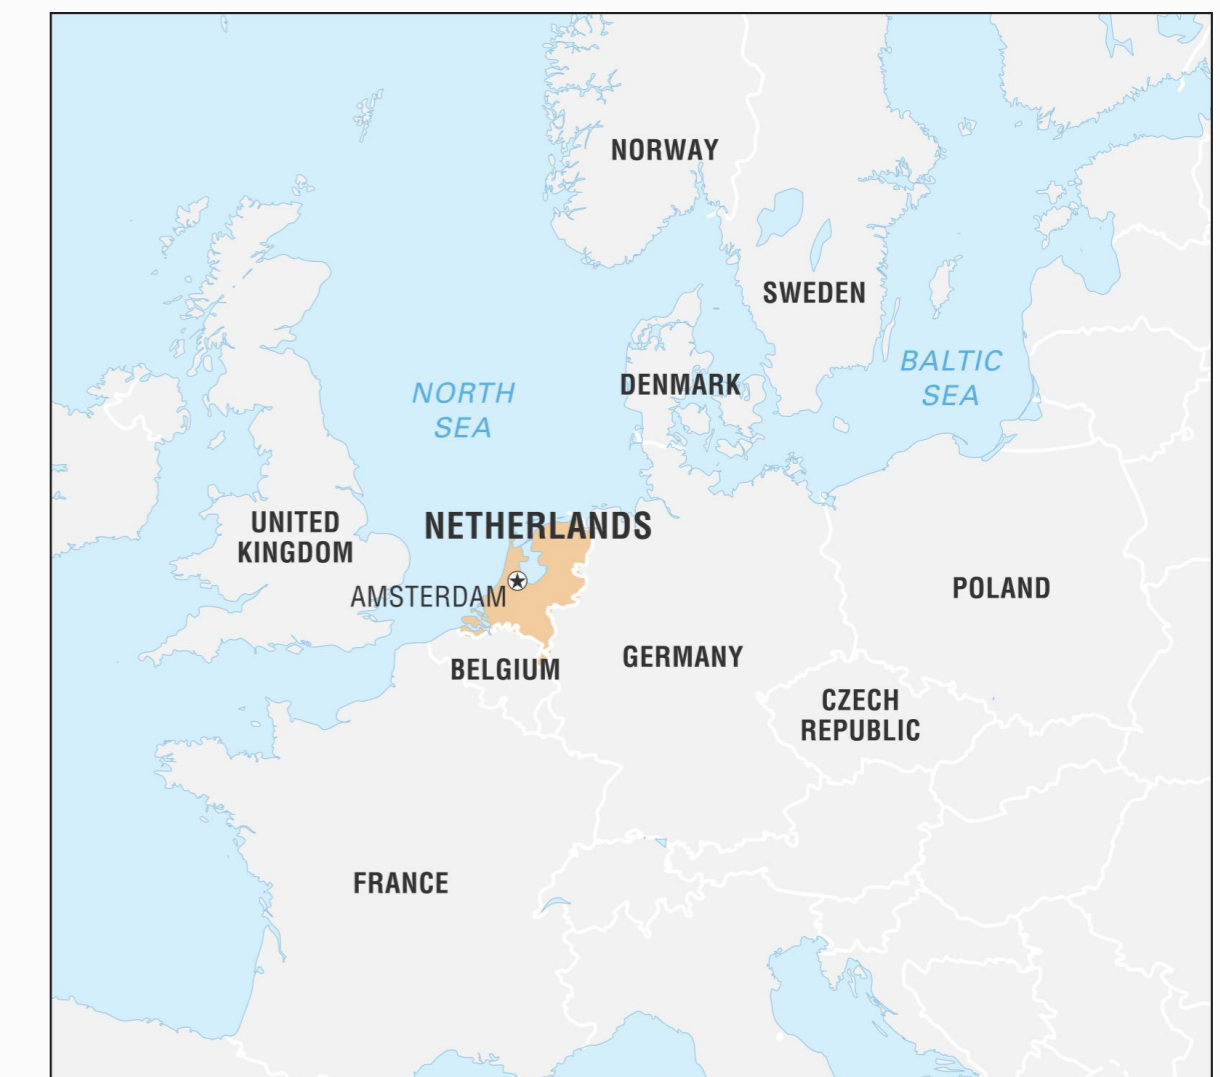 NORWAY
SWEDEN
BALTIC
SEA
NORTH
SEA
DENMARK
UNITED
KINGDOM
NETHERLANDS
AMSTERDAM
POLAND
BELGIUM
GERMANY
CZECH
REPUBLIC
FRANCE